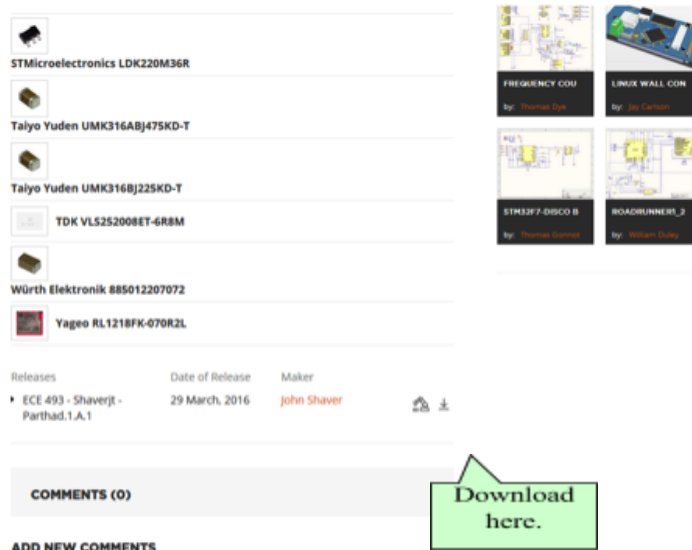 STMicroelectronics LDK220M36R
Taiyo Yuden UMK316ABJ475KD-T
Taiyo Yuden UMK316BJ225KD-T
TDK VLS252008ET-6R8M
Würth Elektronik 885012207072
Yageo RL1218FK-070R2L
Releases Date of Release Maker
ECE 493 - Shaverjt - 29 March, 2016 John Shaver
Parthad.1.A.1
COMMENTS (0)
ADD NEW COMMENTS
Download
here.
FREQUENCY COU
by: Thomas Dye
LINUX WALL CON
by: Jay Carlson
STM32F7-DISCO B
by: Thomas Gonnot
ROADRUNNER1_2
by: William Duley